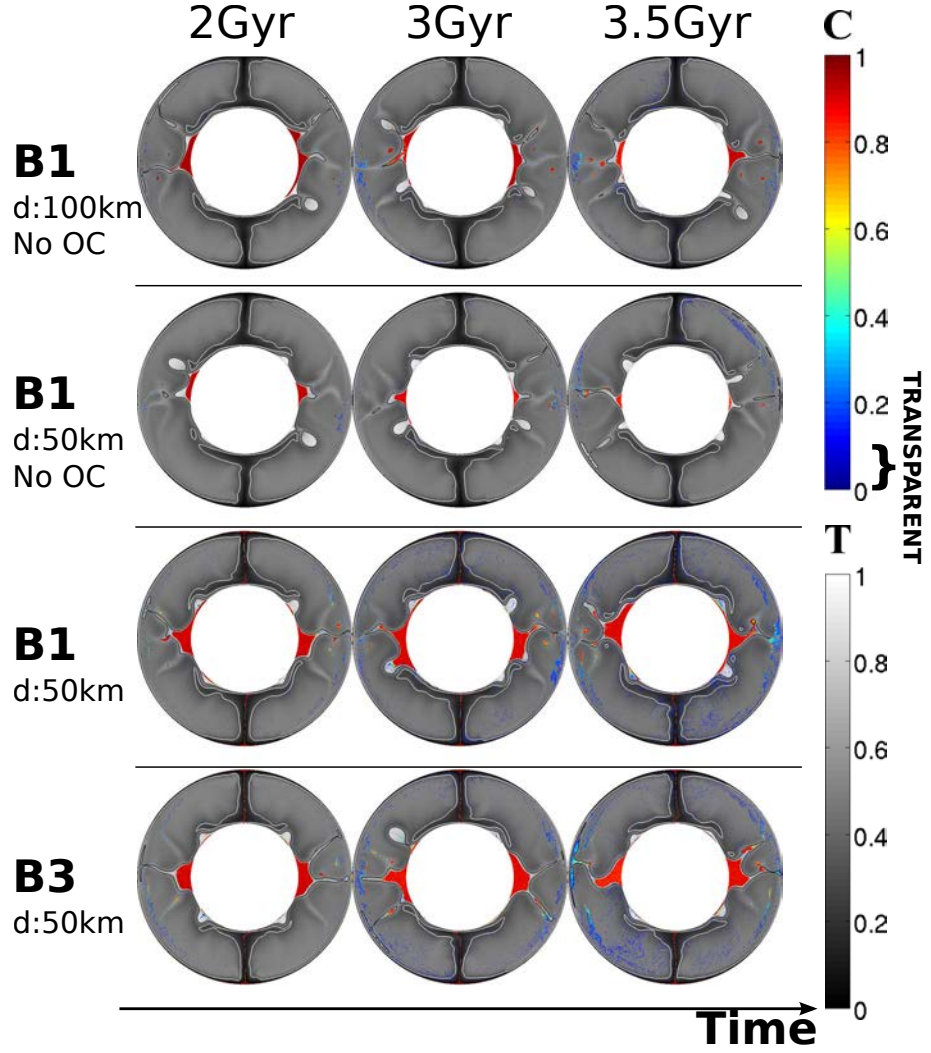 2Gyr 3Gyr 3.5Gyr
C
B1
d:100km
No OC
B1
d:50km
No OC
B1
d:50km
B3
d:50km
1
0.8
0.6
0.4
0.2
0
} TRANSPARENT
T
1
0.8
0.6
0.4
0.2
0
Time